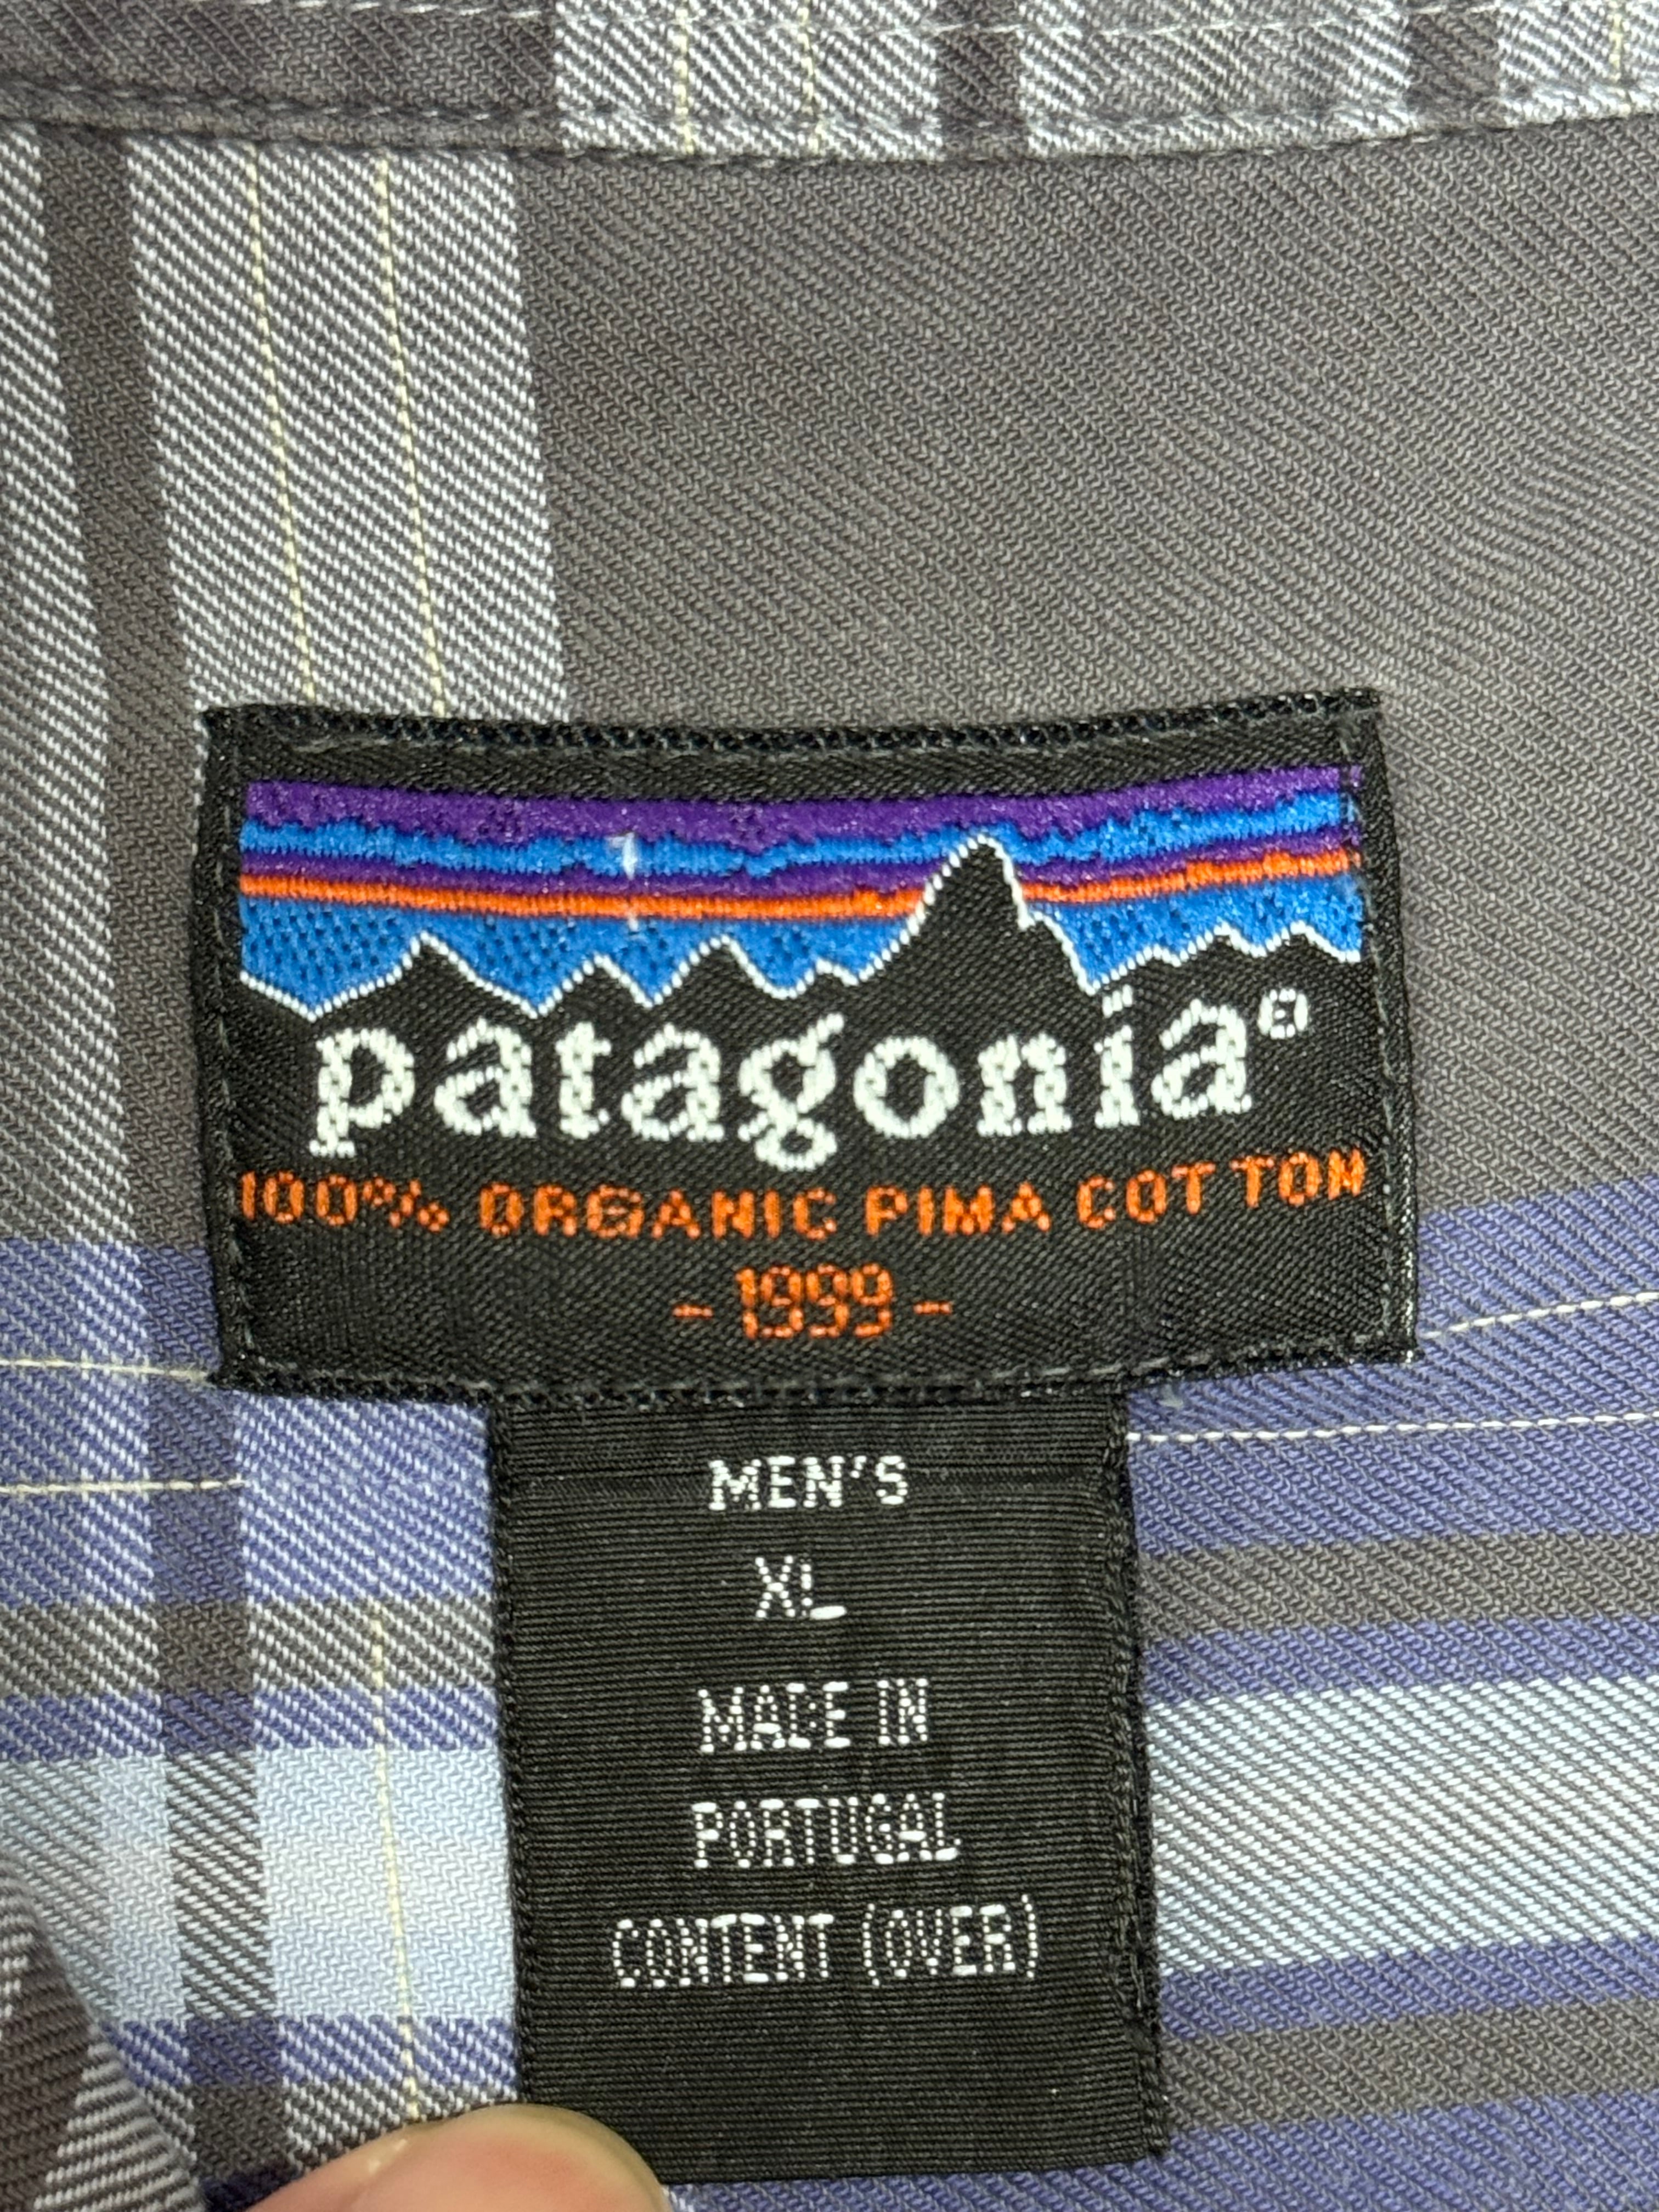 patagonia®
100% ORGANIC PIMA COTTON
- 1999 -
MEN'S
XL
MADE IN
PORTUGAL
CONTENT (OVER)